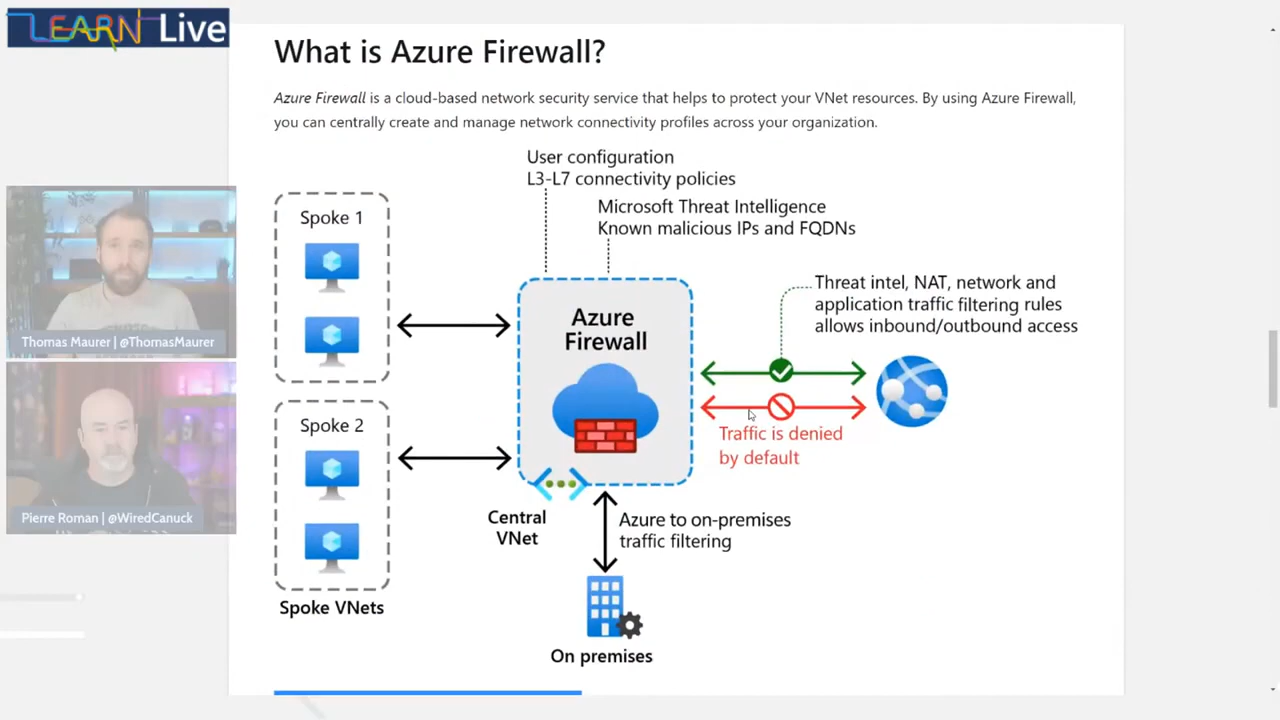 LEARN Live
What is Azure Firewall?
Azure Firewall is a cloud-based network security service that helps to protect your VNet resources. By using Azure Firewall,
you can centrally create and manage network connectivity profiles across your organization.
User configuration
L3-L7 connectivity policies
Microsoft Threat Intelligence
Known malicious IPs and FQDNs
Spoke 1
Threat intel, NAT, network and
application traffic filtering rules
allows inbound/outbound access
Azure
Firewall
Thomas Maurer | @ThomasMaurer
Spoke 2
Traffic is denied
by default
Pierre Roman | @WiredCanuck
Central
VNet
Azure to on-premises
traffic filtering
Spoke VNets
On premises